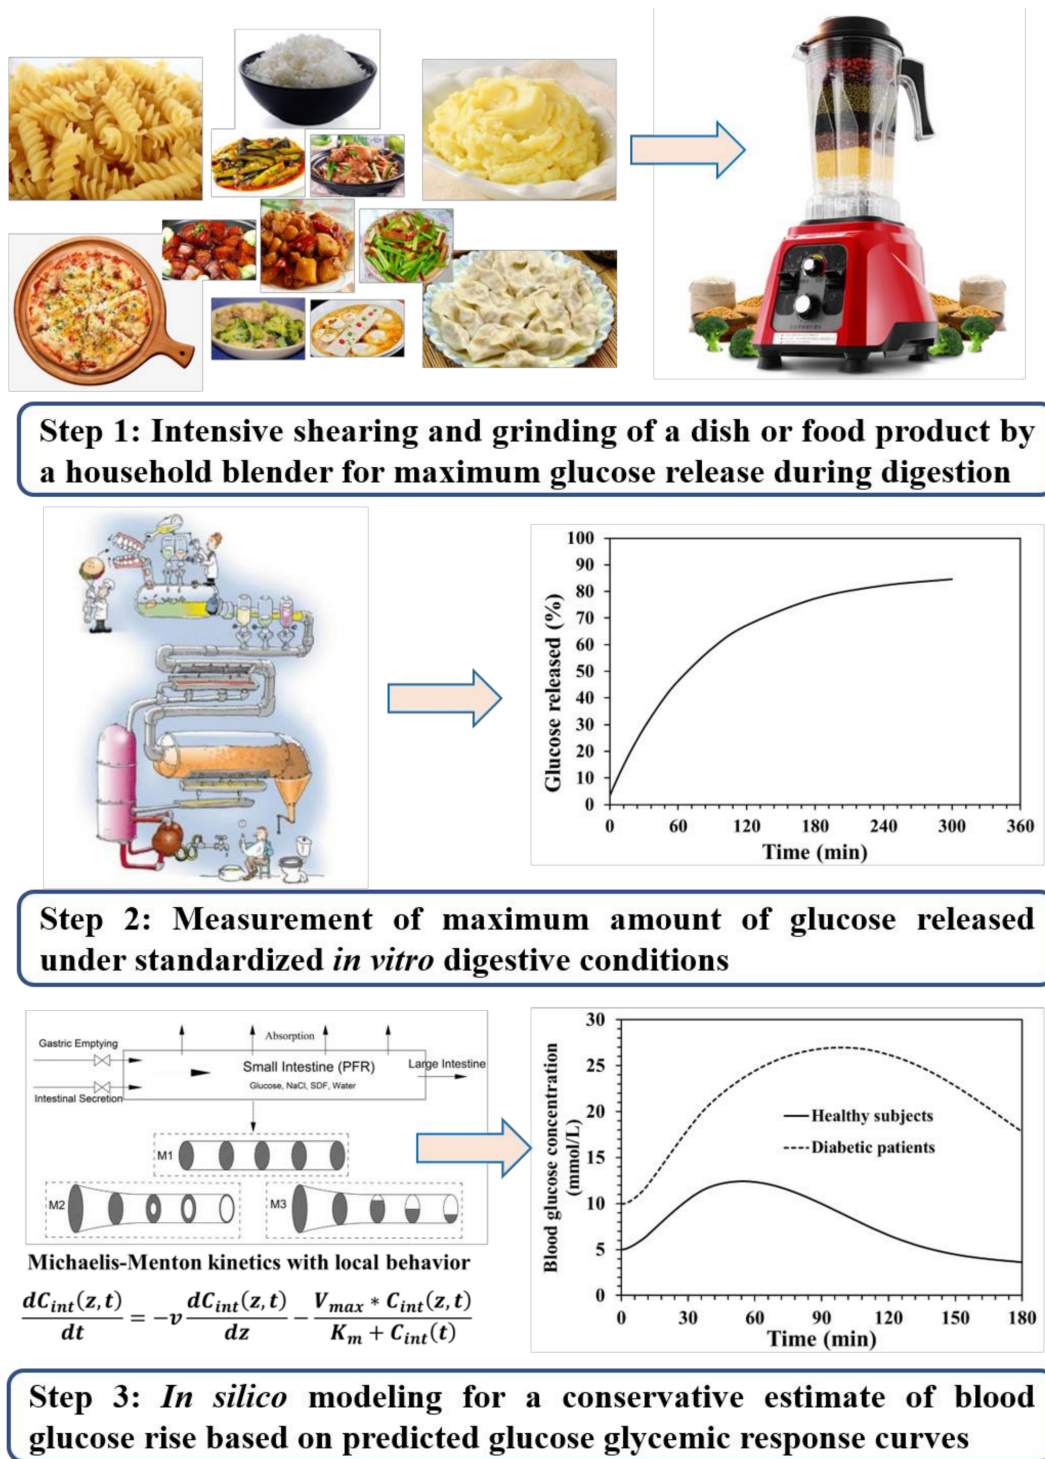 Step 1: Intensive shearing and grinding of a dish or food product by
a household blender for maximum glucose release during digestion
100
90
80
70
60
50
40
30
20
10
0
Glucose released (%)
0 60 120 180 240 300 360
Time (min)
Step 2: Measurement of maximum amount of glucose released
under standardized in vitro digestive conditions
Gastric Emptying
Intestinal Secretion
Absorption
Small Intestine (PFR)
Glucose, NaCl, SDF, Water
Large Intestine
M1
M2
M3
Michaelis-Menton kinetics with local behavior
dC_int(z,t)/dt = −v dC_int(z,t)/dz − V_max * C_int(z,t)/K_m + C_int(t)
30
25
20
15
10
5
0
Blood glucose concentration
(mmol/L)
Healthy subjects
Diabetic patients
0 30 60 90 120 150 180
Time (min)
Step 3: In silico modeling for a conservative estimate of blood
glucose rise based on predicted glucose glycemic response curves